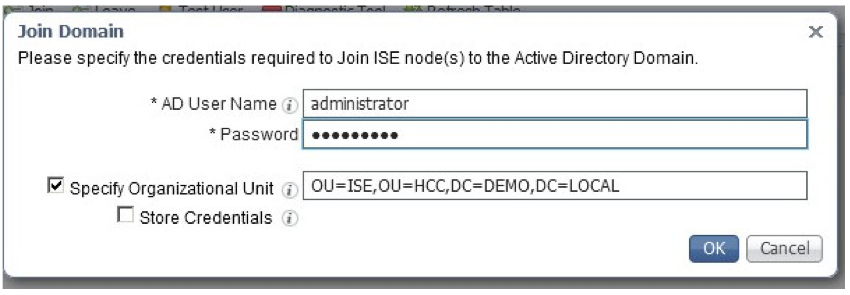 Join Leave Test User Diagnostic Tool Refresh Table
Join Domain
Please specify the credentials required to Join ISE node(s) to the Active Directory Domain.
* AD User Name i administrator
* Password •••••••••
Specify Organizational Unit i OU=ISE,OU=HCC,DC=DEMO,DC=LOCAL
Store Credentials i
OK Cancel